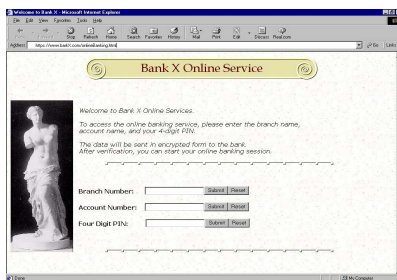 Welcome to Bank X - Microsoft Internet Explorer
File Edit View Favorites Tools Help
Stop Refresh Home Search Favorites History Mail Print Edit Discuss Real.com
Address https://www.bankX.com/onlineBanking.html Go Links
Bank X Online Service
Welcome to Bank X Online Services.
To access the online banking service, please enter the branch name,
account name, and your 4-digit PIN.
The data will be sent in encrypted form to the bank.
After verification, you can start your online banking session.
Branch Number: Submit Reset
Account Number: Submit Reset
Four Digit PIN: Submit Reset
Done My Computer